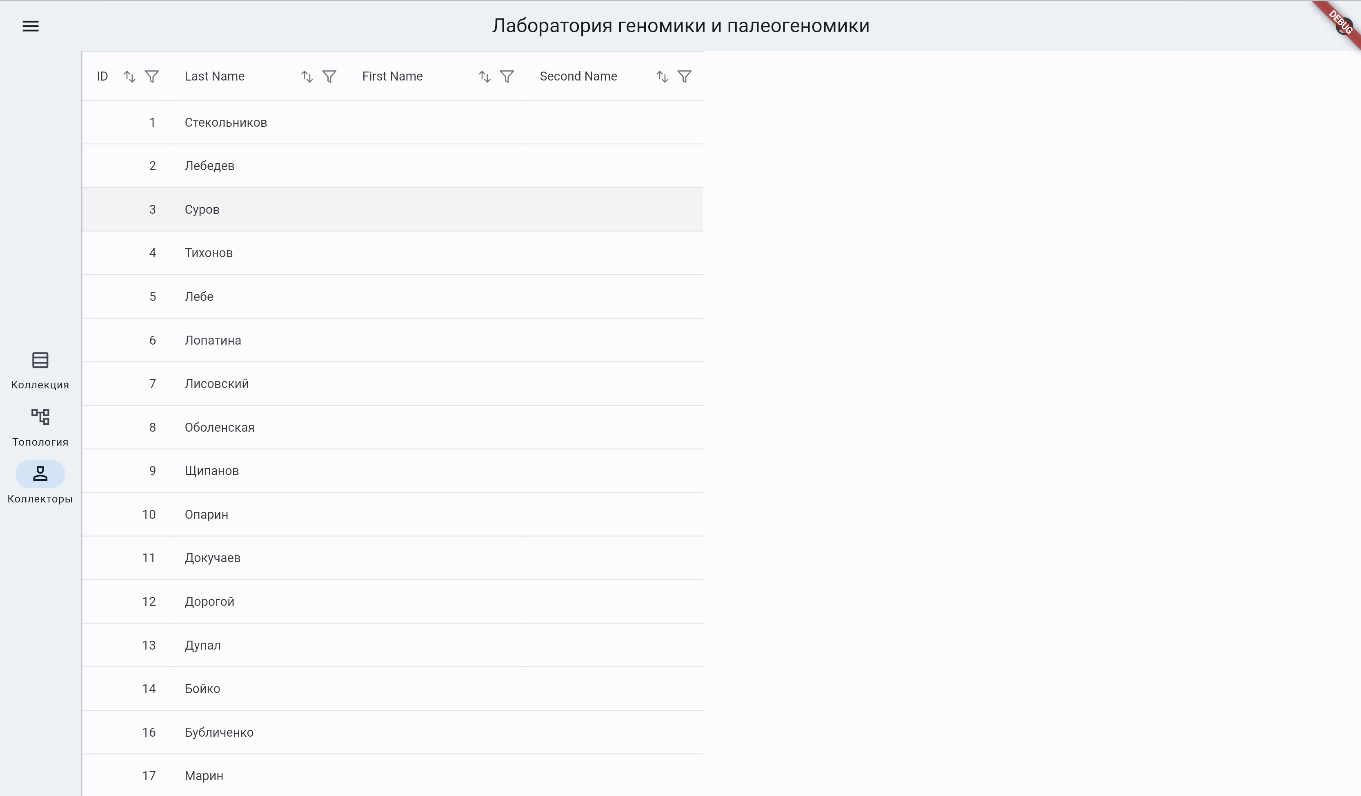 Лаборатория геномики и палеогеномики
DEBUG
ID Last Name First Name Second Name
1 Стекольников
2 Лебедев
3 Суров
4 Тихонов
5 Лебе
6 Лопатина
7 Лисовский
8 Оболенская
9 Щипанов
10 Опарин
11 Докучаев
12 Дорогой
13 Дупал
14 Бойко
16 Бубличенко
17 Марин
Коллекция
Топология
Коллекторы